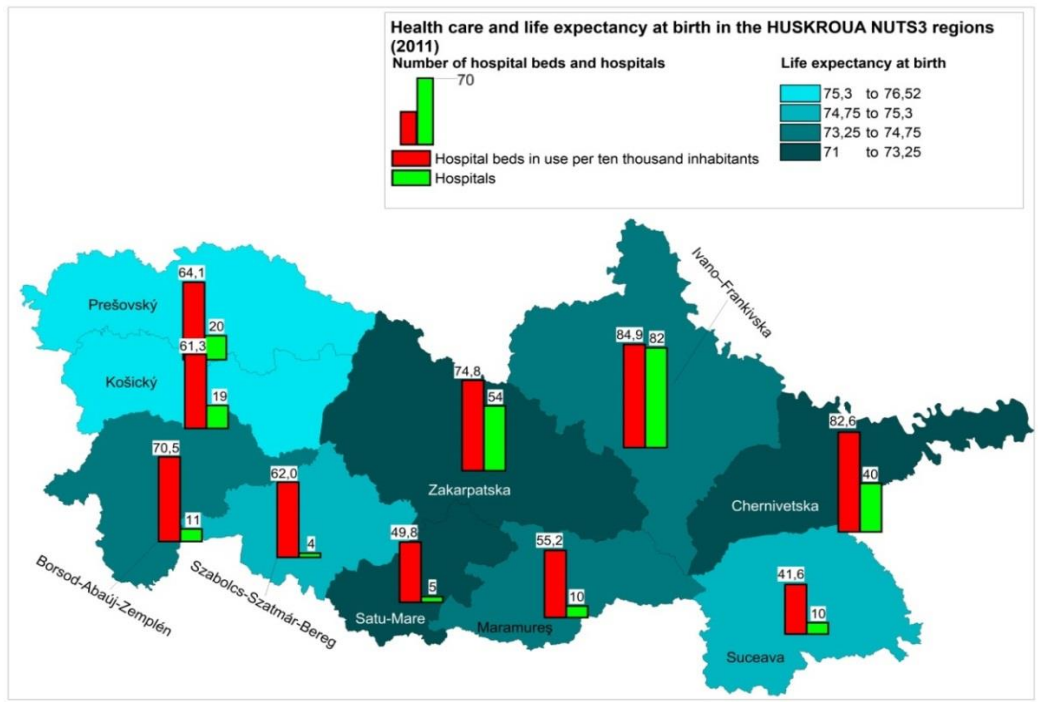 Health care and life expectancy at birth in the HUSKROUA NUTS3 regions
(2011)
Number of hospital beds and hospitals
70
Hospital beds in use per ten thousand inhabitants
Hospitals
Life expectancy at birth
75,3 to 76,52
74,75 to 75,3
73,25 to 74,75
71 to 73,25
Ivano–Frankivska
84,9
82
64,1
Prešovský
20
61,3
Košický
19
74,8
54
82,6
40
Chernivetska
70,5
11
62,0
4
Zakarpatska
49,8
5
55,2
10
Borsod-Abaúj-Zemplén
Szabolcs-Szatmár-Bereg
Satu-Mare
Maramureş
41,6
10
Suceava